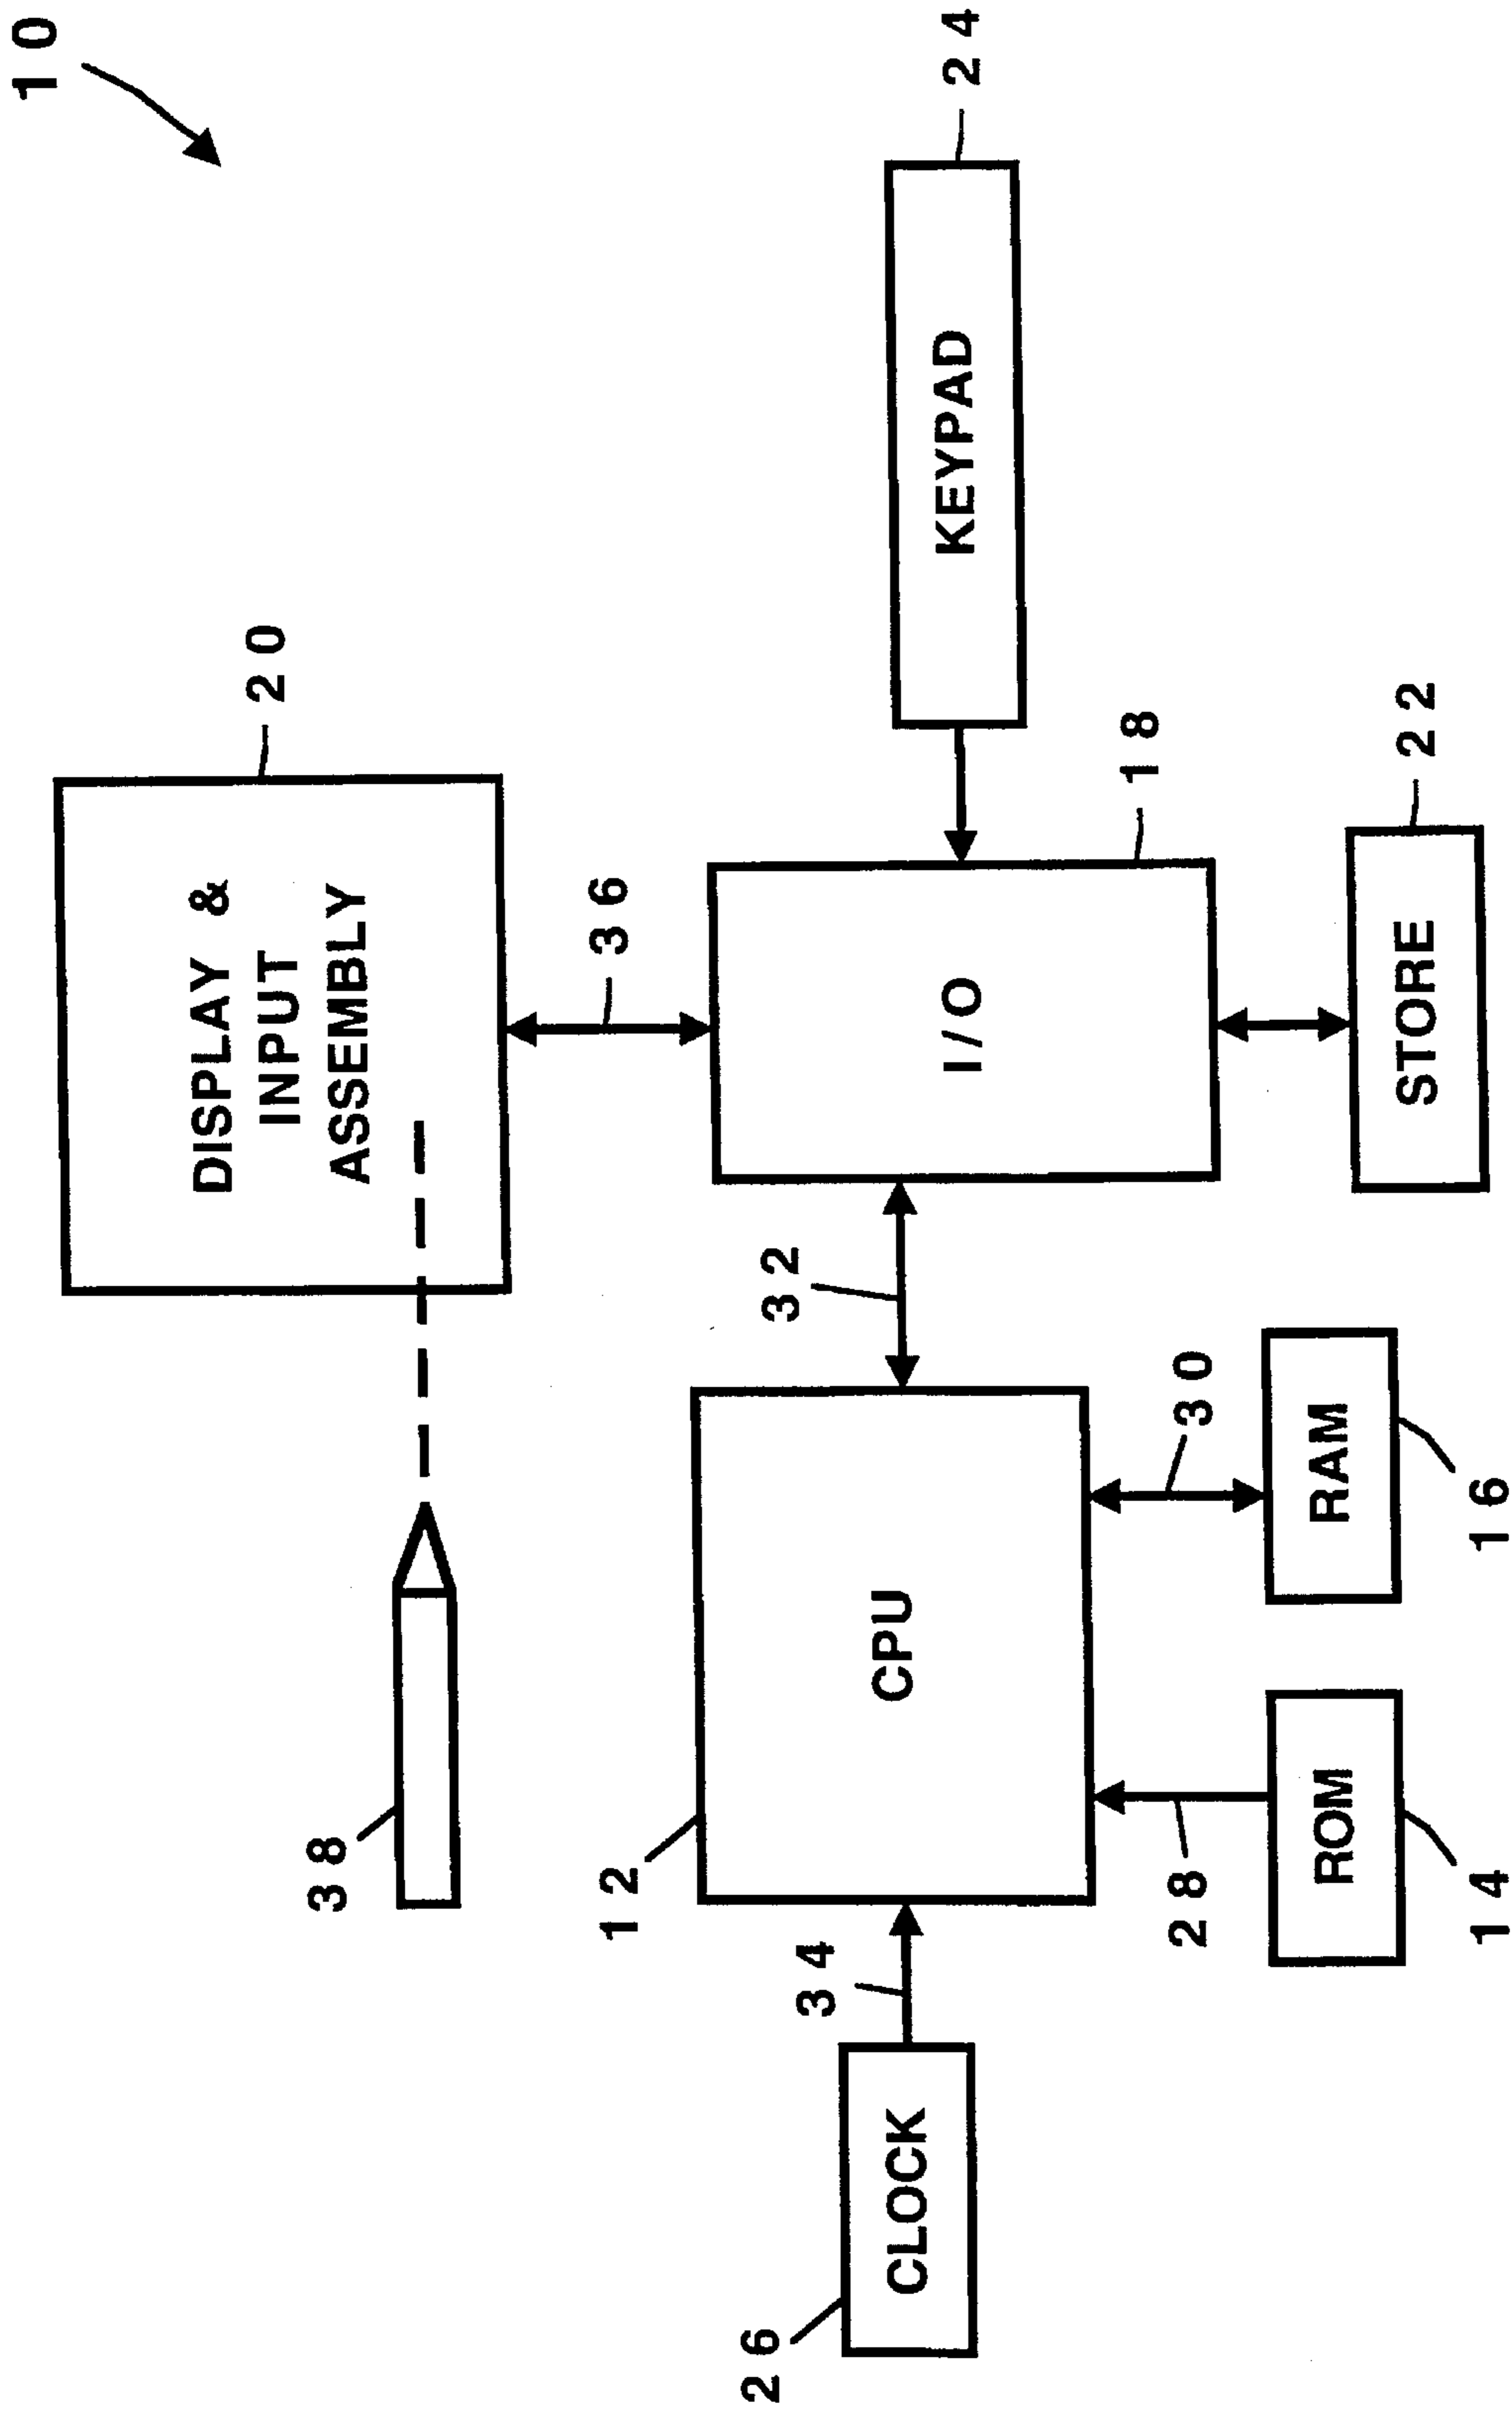 10
DISPLAY &
INPUT
ASSEMBLY
20
38
36
12
CPU
32
I/O
18
KEYPAD
24
34
26
CLOCK
28
30
ROM
14
RAM
16
STORE
22